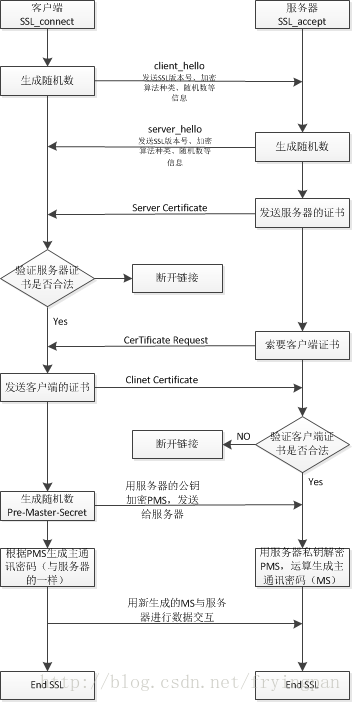 客户端
SSL_connect
服务器
SSL_accept
生成随机数
client_hello
发送SSL版本号、加密
算法种类、随机数等
信息
server_hello
发送SSL版本号、加密
算法种类、随机数等
信息
生成随机数
Server Certificate
发送服务器的证书
验证服务器证
书是否合法
断开链接
Yes
CerTificate Request
索要客户端证书
发送客户端的证书
Clinet Certificate
断开链接
NO
验证客户端证
书是否合法
Yes
生成随机数
Pre-Master-Secret
用服务器的公钥
加密PMS，发送
给服务器
根据PMS生成主通
讯密码（与服务器
的一样）
用服务器私钥解密
PMS，运算生成主
通讯密码（MS）
用新生成的MS与服务
器进行数据交互
End SSL
End SSL
http://blog.csdn.net/fryingpan